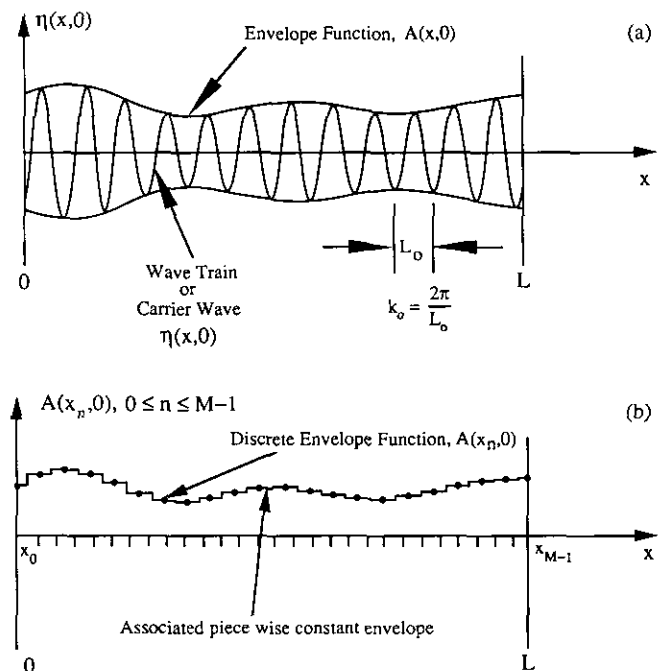 η(x,0)
Envelope Function, A(x,0)
(a)
0
x
Wave Train
or
Carrier Wave
η(x,0)
L₀
k₀ = 2π/L₀
L
A(xₙ,0), 0 ≤ n ≤ M−1
(b)
Discrete Envelope Function, A(xₙ,0)
x₀
x_M−1
x
Associated piece wise constant envelope
0
L